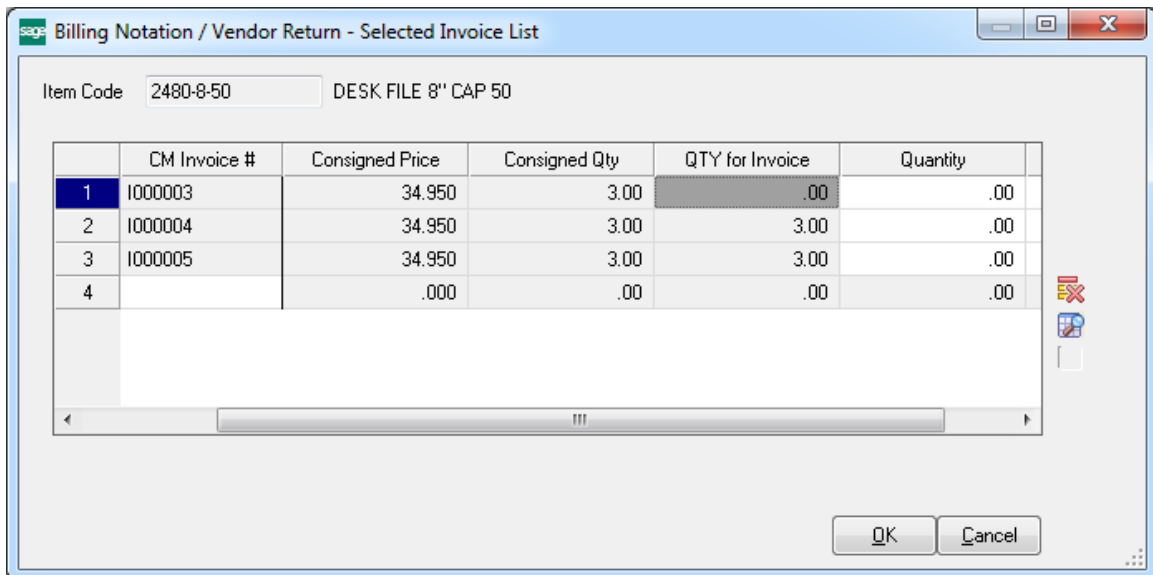 sage Billing Notation / Vendor Return - Selected Invoice List
Item Code 2480-8-50 DESK FILE 8" CAP 50
CM Invoice # Consigned Price Consigned Qty QTY for Invoice Quantity
1 I000003 34.950 3.00 .00 .00
2 I000004 34.950 3.00 3.00 .00
3 I000005 34.950 3.00 3.00 .00
4 .000 .00 .00 .00
OK Cancel